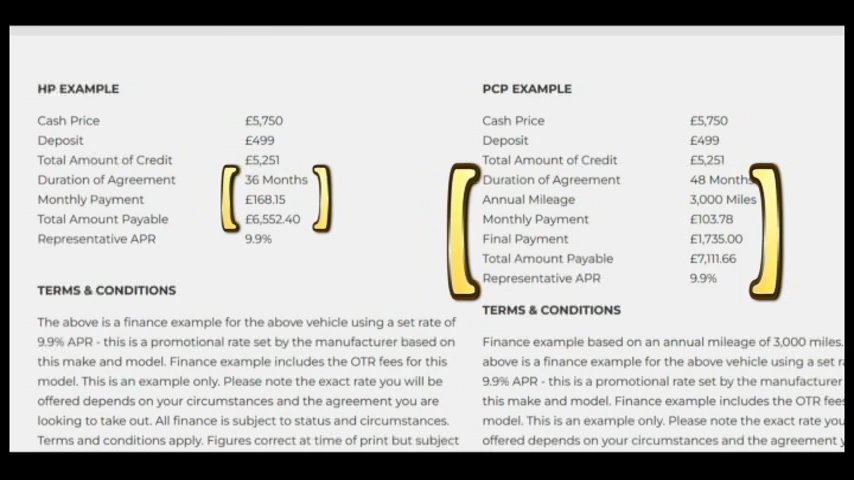 HP EXAMPLE
Cash Price £5,750
Deposit £499
Total Amount of Credit £5,251
Duration of Agreement 36 Months
Monthly Payment £168.15
Total Amount Payable £6,552.40
Representative APR 9.9%
TERMS & CONDITIONS
The above is a finance example for the above vehicle using a set rate of
9.9% APR - this is a promotional rate set by the manufacturer based on
this make and model. Finance example includes the OTR fees for this
model. This is an example only. Please note the exact rate you will be
offered depends on your circumstances and the agreement you are
looking to take out. All finance is subject to status and circumstances.
Terms and conditions apply. Figures correct at time of print but subject
PCP EXAMPLE
Cash Price £5,750
Deposit £499
Total Amount of Credit £5,251
Duration of Agreement 48 Months
Annual Mileage 3,000 Miles
Monthly Payment £103.78
Final Payment £1,735.00
Total Amount Payable £7,111.66
Representative APR 9.9%
TERMS & CONDITIONS
Finance example based on an annual mileage of 3,000 miles.
above is a finance example for the above vehicle using a set
9.9% APR - this is a promotional rate set by the manufacturer
this make and model. Finance example includes the OTR fees
model. This is an example only. Please note the exact rate you
offered depends on your circumstances and the agreement